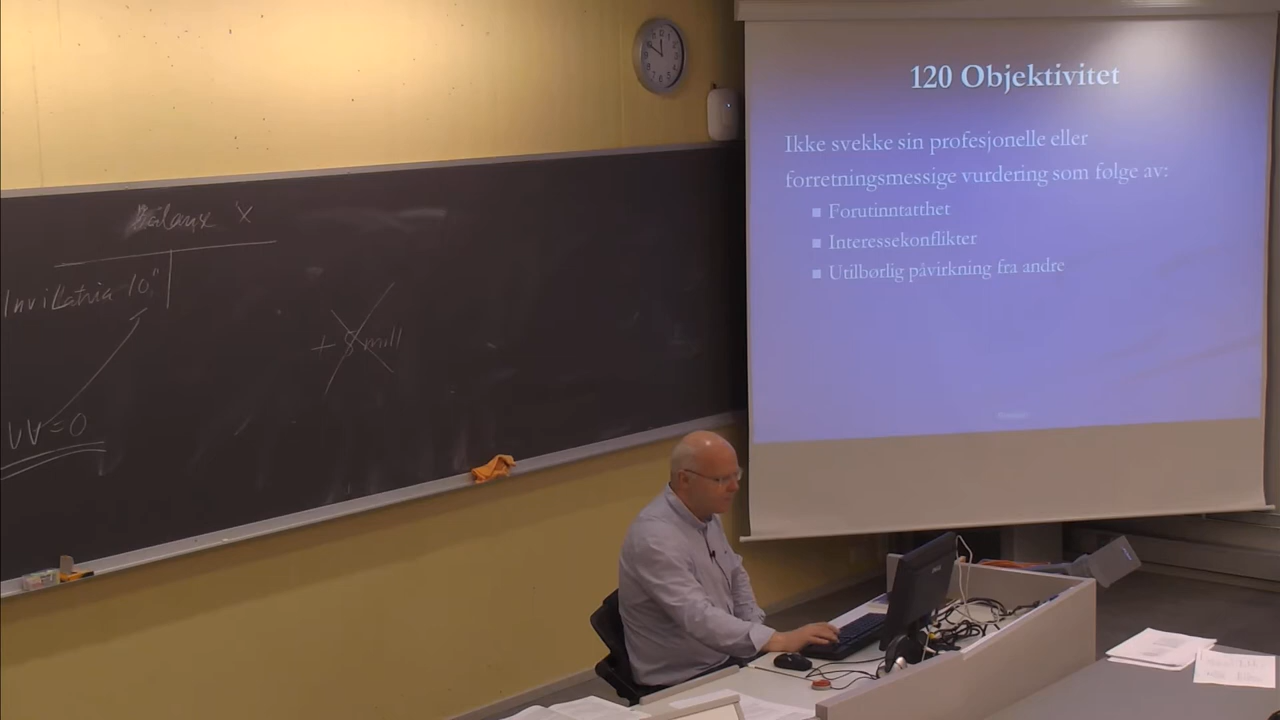 Balanse X
10"
+ 8 mill
VV=0
120 Objektivitet
Ikke svekke sin profesjonelle eller
forretningsmessige vurdering som følge av:
Forutinntatthet
Interessekonflikter
Utilbørlig påvirkning fra andre